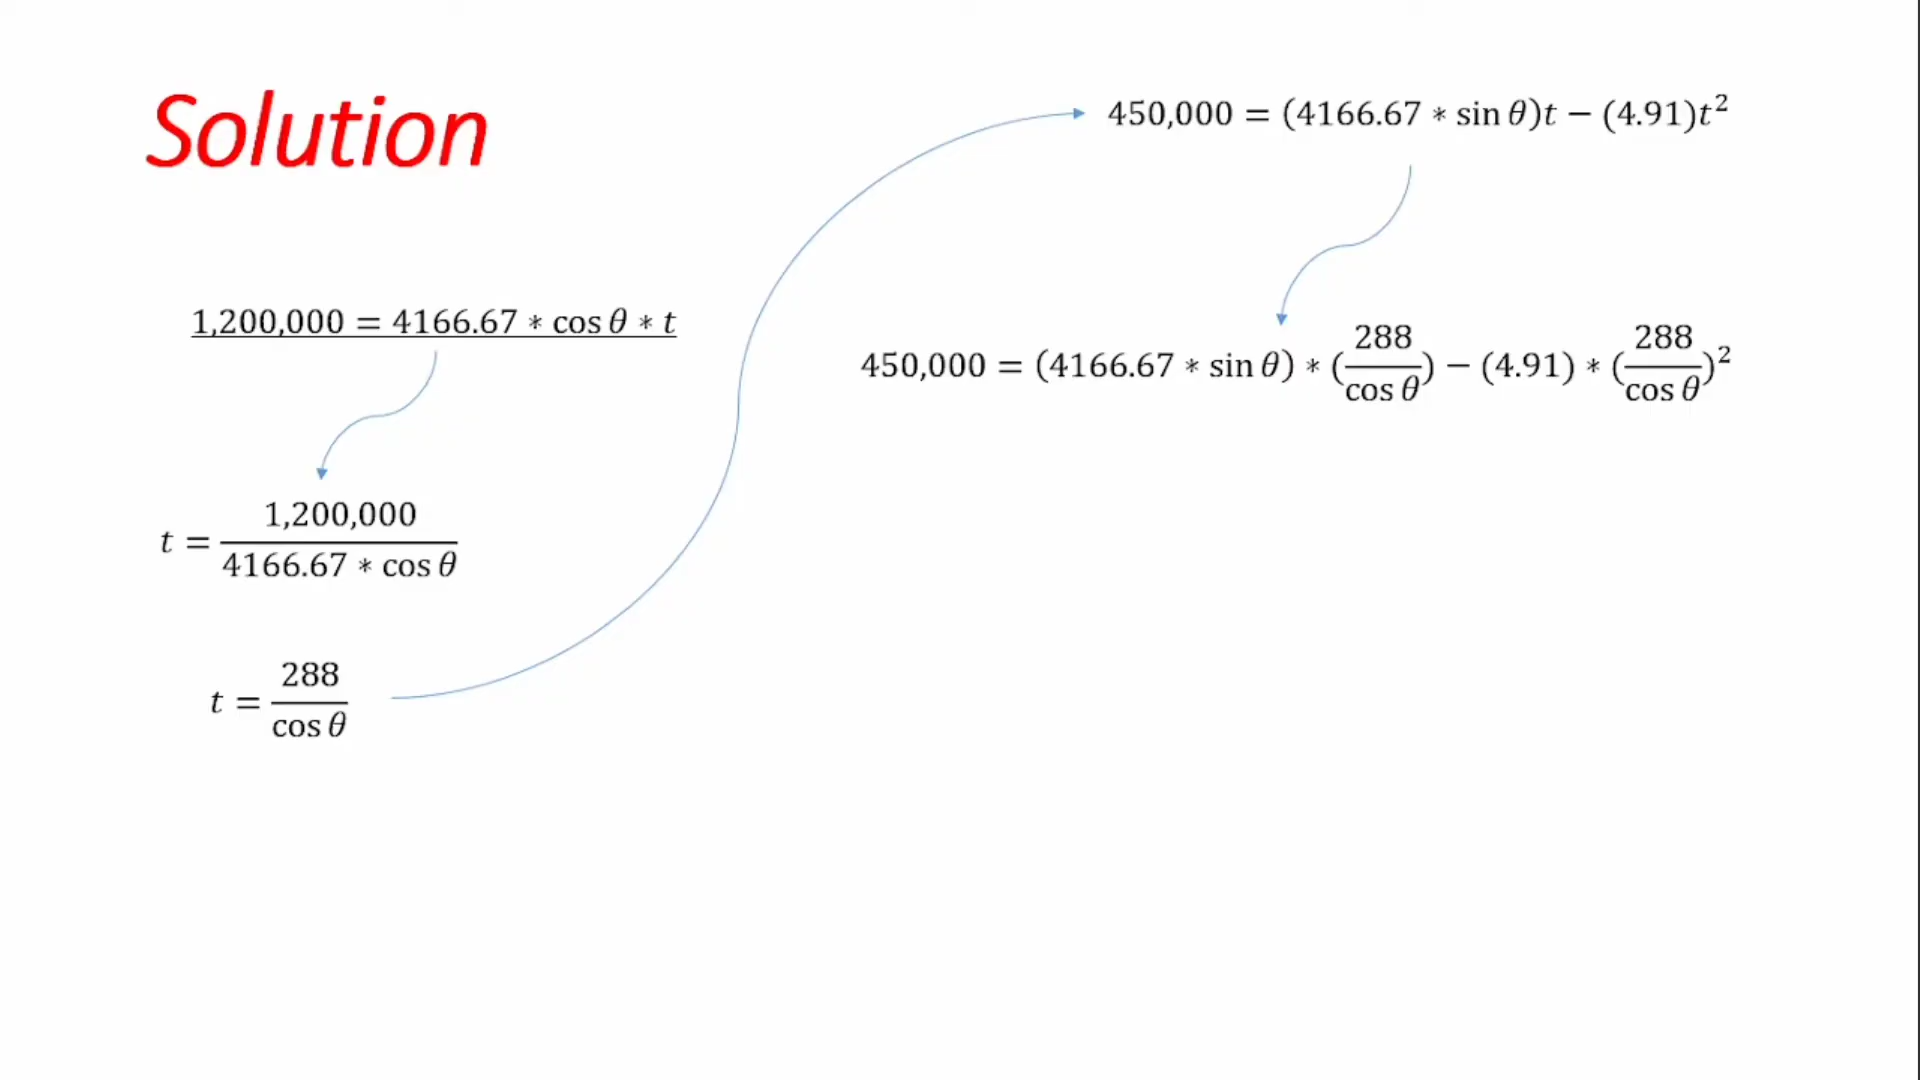 Solution
1,200,000 = 4166.67 ∗ cos θ ∗ t
t = 1,200,000 / 4166.67 ∗ cos θ
t = 288 / cos θ
450,000 = (4166.67 ∗ sin θ)t − (4.91)t²
450,000 = (4166.67 ∗ sin θ) ∗ (288 / cos θ) − (4.91) ∗ (288 / cos θ)²